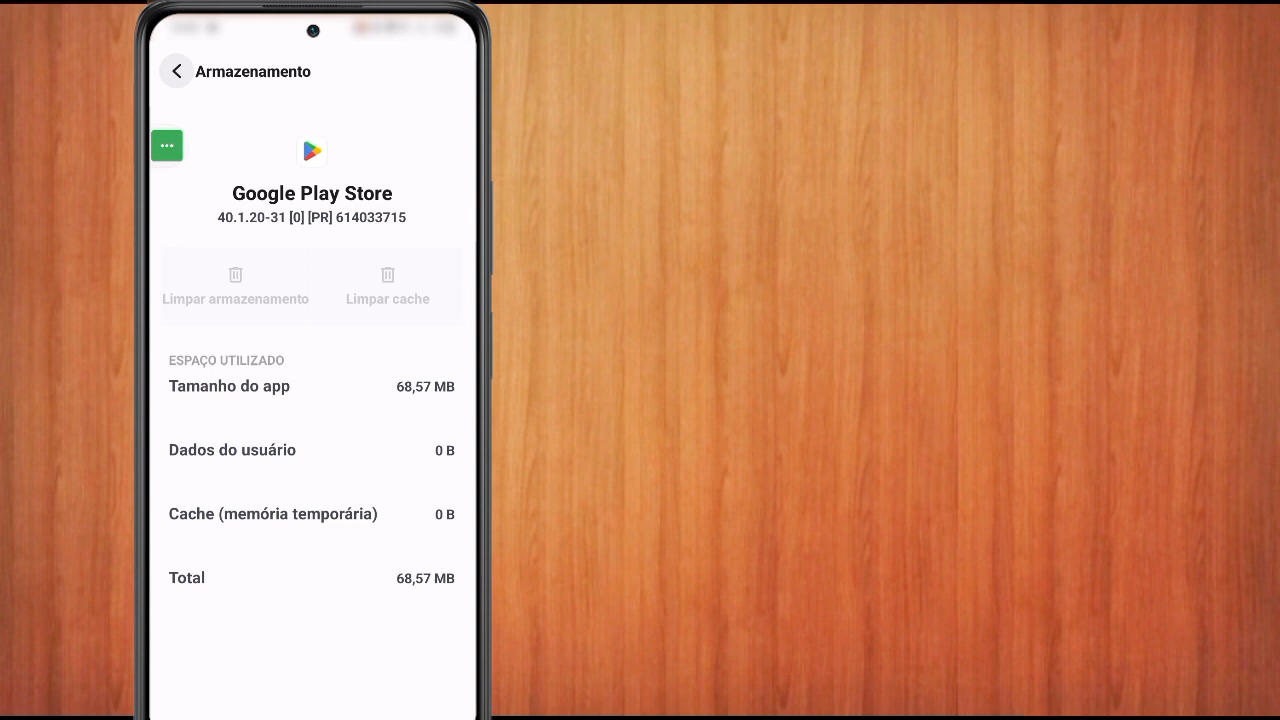 Armazenamento
Google Play Store
40.1.20-31 [0] [PR] 614033715
Limpar armazenamento
Limpar cache
ESPAÇO UTILIZADO
Tamanho do app 68,57 MB
Dados do usuário 0 B
Cache (memória temporária) 0 B
Total 68,57 MB